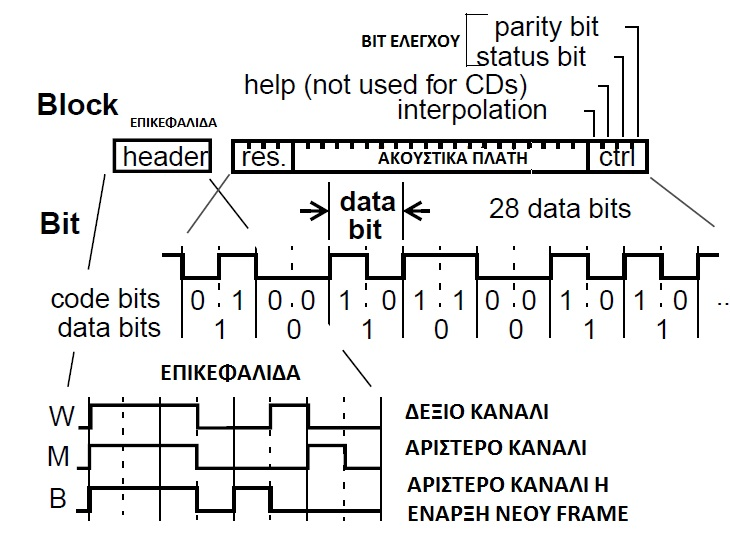 parity bit
BIT ΕΛΕΓΧΟΥ
status bit
help (not used for CDs)
Block
interpolation
ΕΠΙΚΕΦΑΛΙΔΑ
header
res.
ΑΚΟΥΣΤΙΚΑ ΠΛΑΤΗ
ctrl
Bit
data
bit
28 data bits
code bits 0 1 0 0 1 0 1 1 0 0 1 0 1 0 ..
data bits 1 0 1 0 0 1 1
ΕΠΙΚΕΦΑΛΙΔΑ
W ΔΕΞΙΟ ΚΑΝΑΛΙ
M ΑΡΙΣΤΕΡΟ ΚΑΝΑΛΙ
B ΑΡΙΣΤΕΡΟ ΚΑΝΑΛΙ Η
ΕΝΑΡΞΗ ΝΕΟΥ FRAME